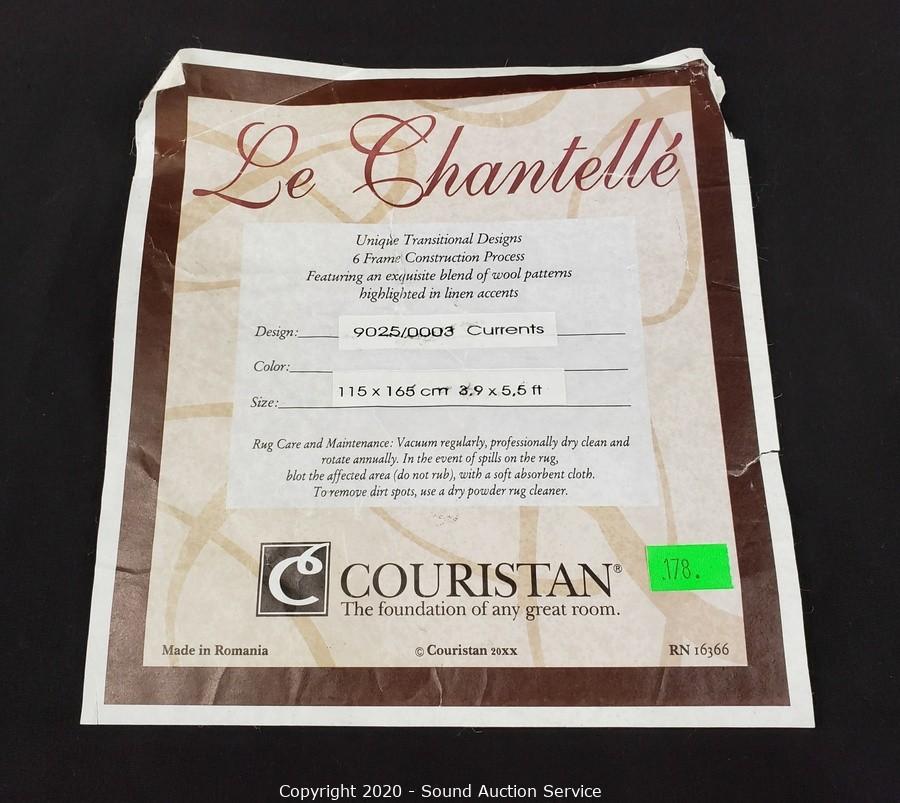 Le Chantellé
Unique Transitional Designs
6 Frame Construction Process
Featuring an exquisite blend of wool patterns
highlighted in linen accents
Design: 9025/0003 Currents
Color:
115 x 165 cm 3,9 x 5,5 ft
Size:
Rug Care and Maintenance: Vacuum regularly, professionally dry clean and
rotate annually. In the event of spills on the rug,
blot the affected area (do not rub), with a soft absorbent cloth.
To remove dirt spots, use a dry powder rug cleaner.
COURISTAN®
The foundation of any great room.
178.
Made in Romania © Couristan 20XX RN 16366
Copyright 2020 - Sound Auction Service